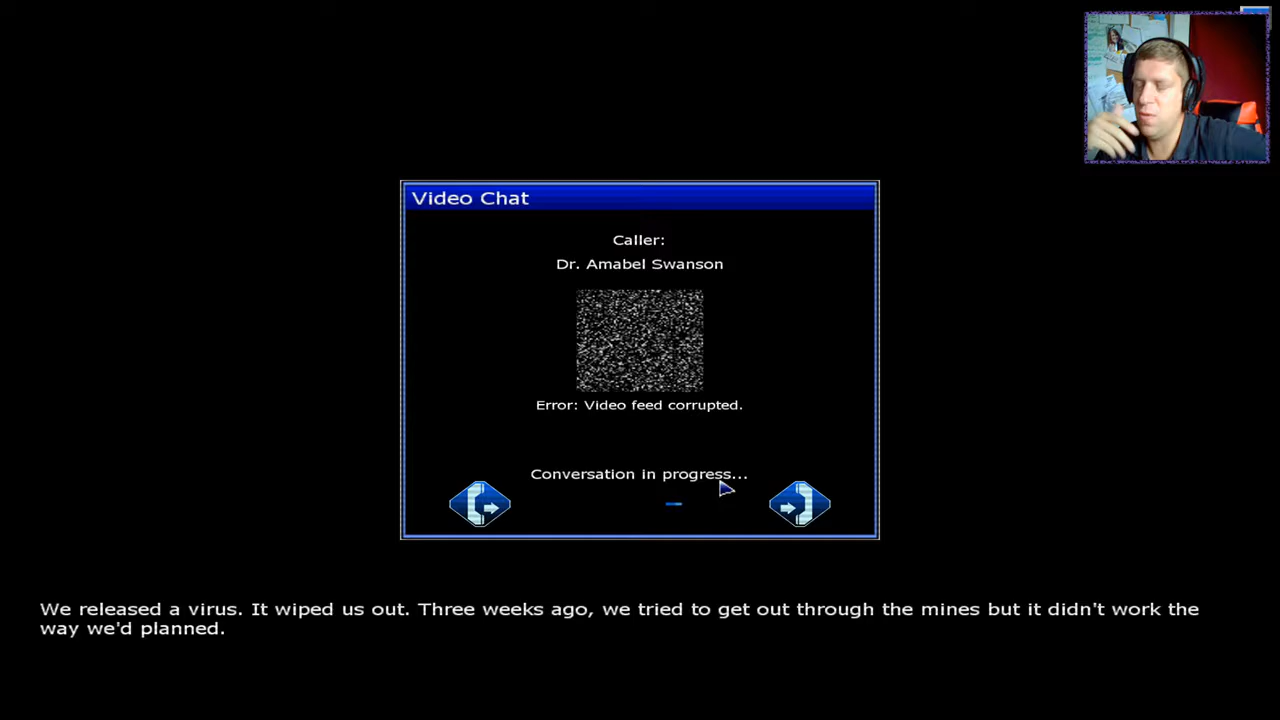 Video Chat
Caller:
Dr. Amabel Swanson
Error: Video feed corrupted.
Conversation in progress...
We released a virus. It wiped us out. Three weeks ago, we tried to get out through the mines but it didn't work the
way we'd planned.